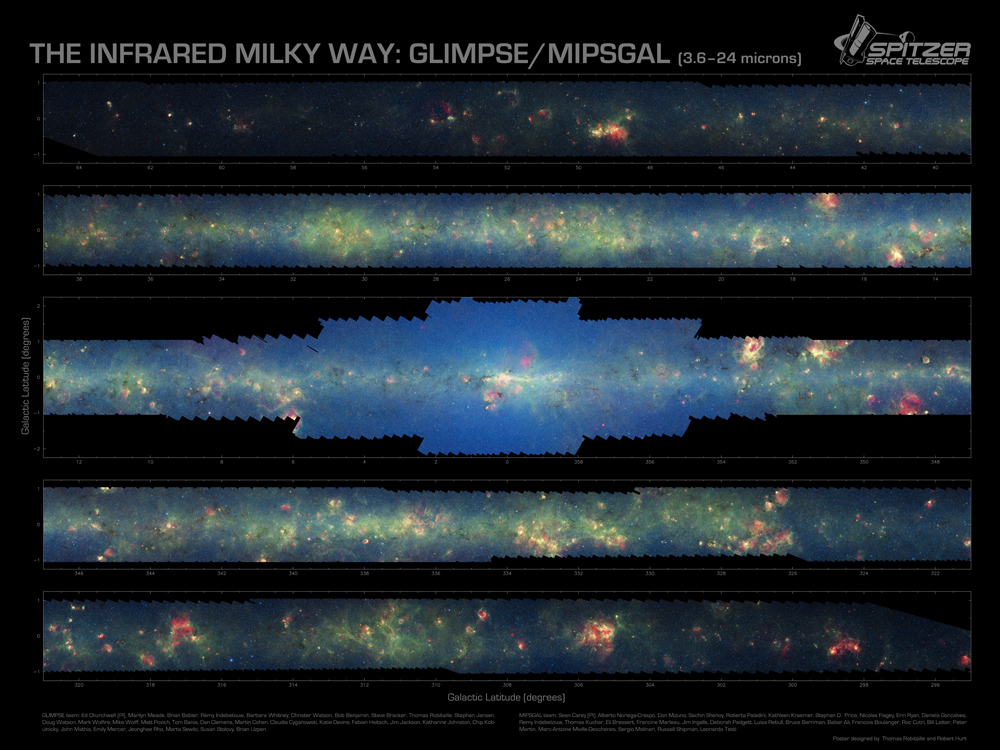 THE INFRARED MILKY WAY: GLIMPSE/MIPSGAL [3.6–24 microns]
SPITZER
SPACE TELESCOPE
1
0
−1
64 62 60 58 56 54 52 50 48 46 44 42 40
1
0
−1
38 36 34 32 30 28 26 24 22 20 18 16 14
Galactic Latitude [degrees]
2
1
0
−1
−2
12 10 8 6 4 2 0 358 356 354 352 350 348
1
0
−1
346 344 342 340 338 336 334 332 330 328 326 324 322
1
0
−1
320 318 316 314 312 310 308 306 304 302 300 298 296
Galactic Latitude [degrees]
GLIMPSE team: Ed Churchwell [PI], Marilyn Meade, Brian Babler, Remy Indebetouw, Barbara Whitney, Christer Watson, Bob Benjamin, Steve Bracker, Thomas Robitaille, Stephan Jansen,
Doug Watson, Mark Wolfire, Mike Wolff, Matt Povich, Tom Bania, Dan Clemens, Martin Cohen, Claudia Cyganowski, Katie Devine, Fabian Heitsch, Jim Jackson, Katharine Johnston, Chip Kob-
ulnicky, John Mathis, Emily Mercer, Jeonghee Rho, Marta Sewilo, Susan Stolovy, Brian Uzpen
MIPSGAL team: Sean Carey [PI], Alberto Noriega-Crespo, Don Mizuno, Sachin Shenoy, Roberta Paladini, Kathleen Kraemer, Stephan D. Price, Nicolas Flagey, Erin Ryan, Daniela Goncalves,
Remy Indebetouw, Thomas Kuchar, Eli Bressert, Francine Marleau, Jim Ingalls, Deborah Padgett, Luisa Rebull, Bruce Berriman, Babar Ali, Francois Boulanger, Roc Cutri, Bill Latter,
Martin, Marc-Antoine Miville-Deschenes, Sergio Molinari, Russell Shipman, Leonardo Testi
Poster designed by Thomas Robitaille and Robert Hurt